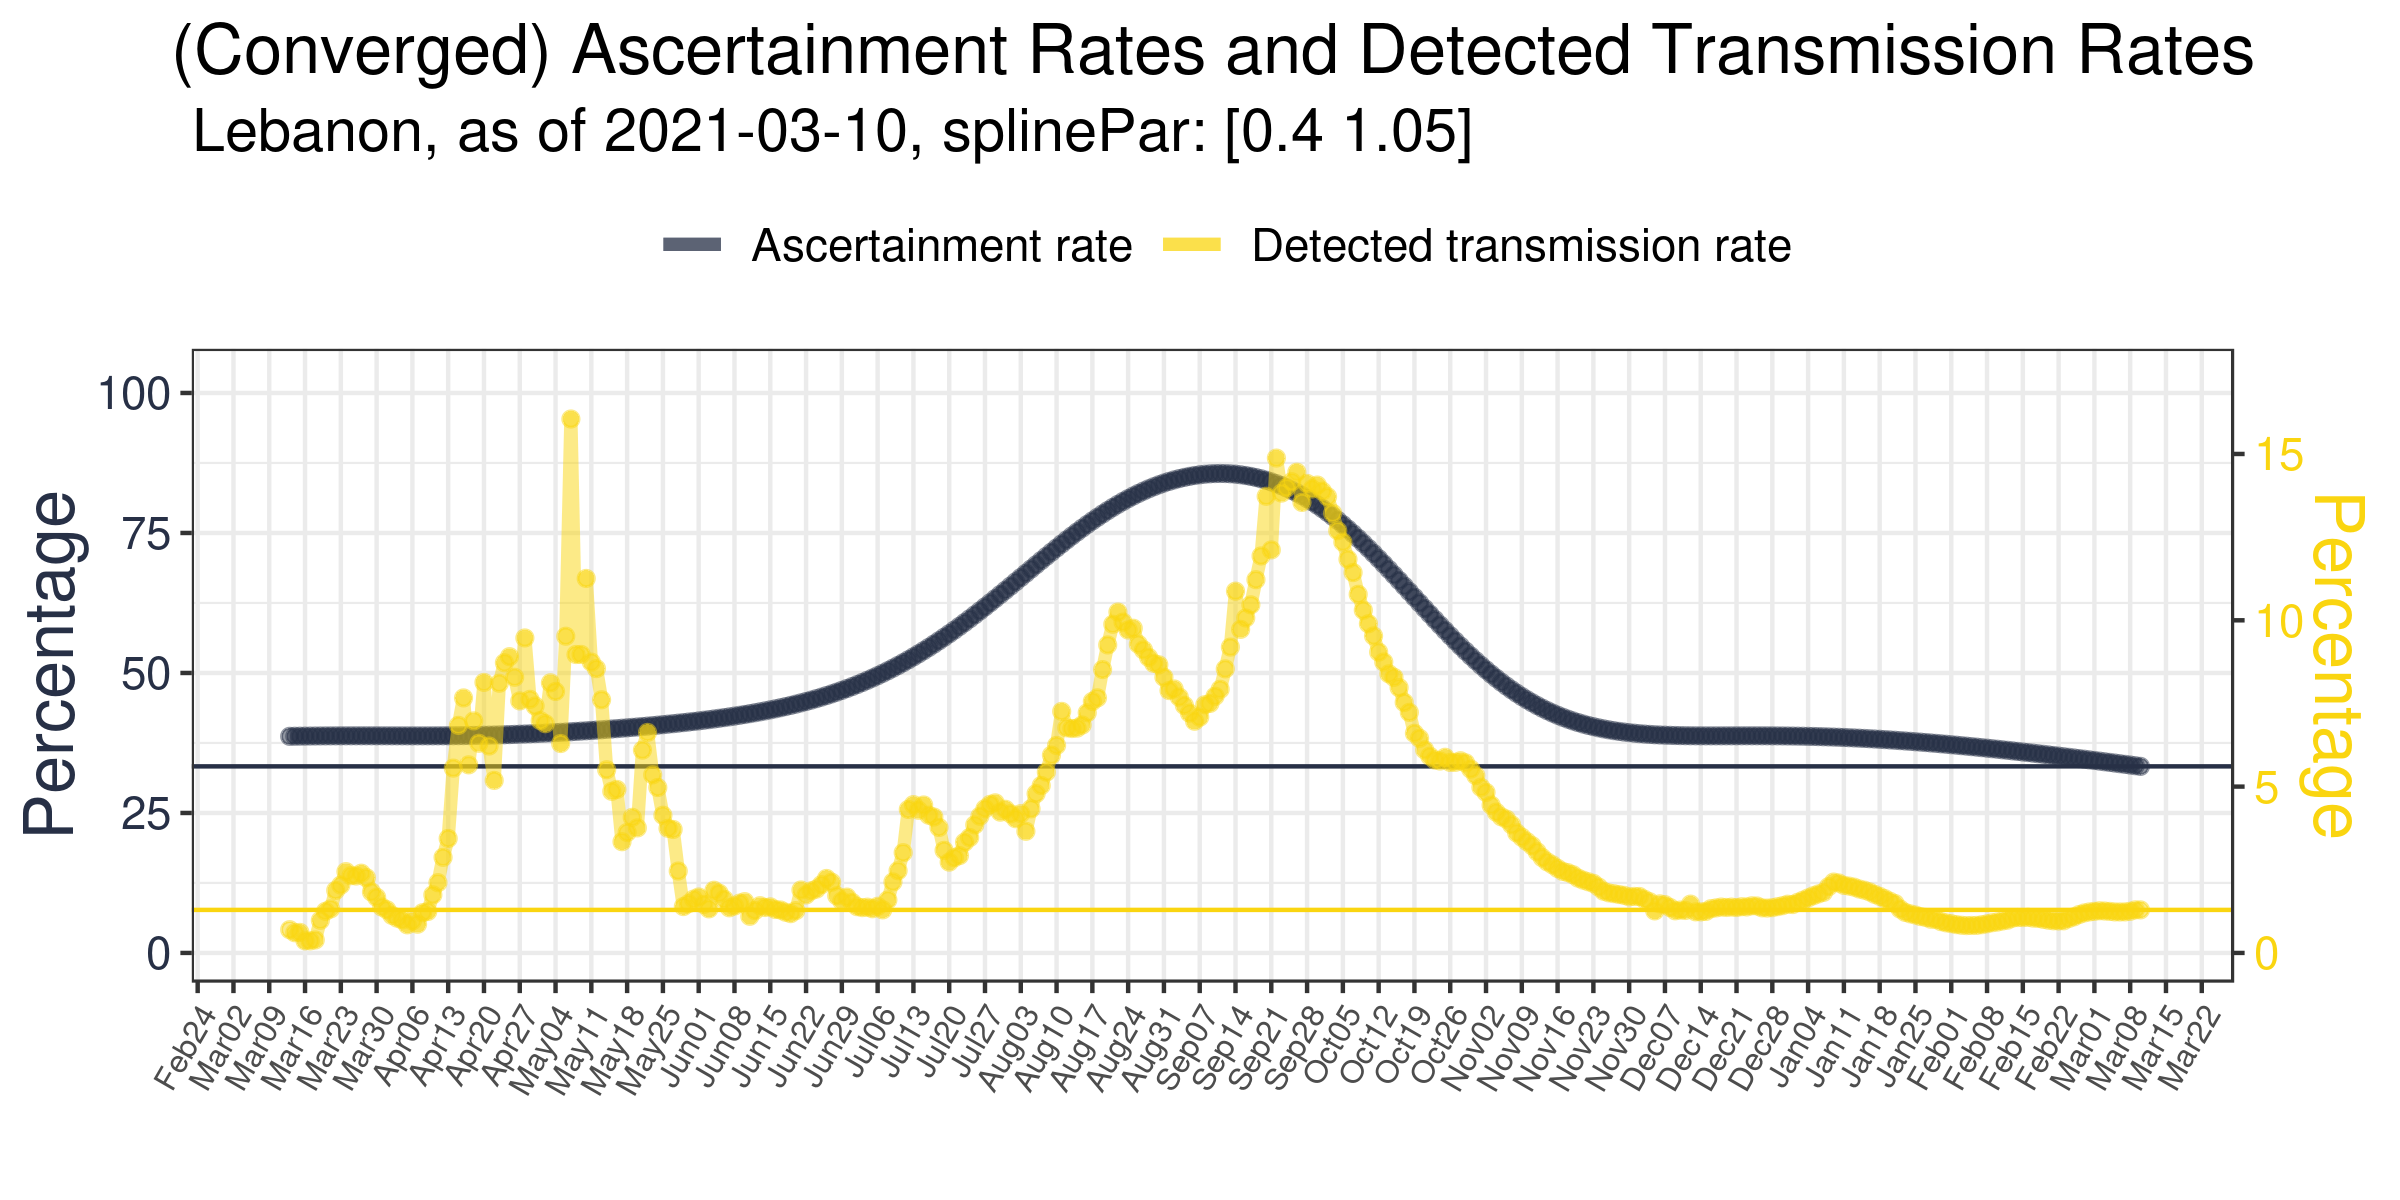 (Converged) Ascertainment Rates and Detected Transmission Rates
Lebanon, as of 2021-03-10, splinePar: [0.4 1.05]
Ascertainment rate
Detected transmission rate
Percentage
100
75
50
25
0
15
10
5
0
Percentage
Feb24
Mar02
Mar09
Mar16
Mar23
Mar30
Apr06
Apr13
Apr20
Apr27
May04
May11
May18
May25
Jun01
Jun08
Jun15
Jun22
Jun29
Jul06
Jul13
Jul20
Jul27
Aug03
Aug10
Aug17
Aug24
Aug31
Sep07
Sep14
Sep21
Sep28
Oct05
Oct12
Oct19
Oct26
Nov02
Nov09
Nov16
Nov23
Nov30
Dec07
Dec14
Dec21
Dec28
Jan04
Jan11
Jan18
Jan25
Feb01
Feb08
Feb15
Feb22
Mar01
Mar08
Mar15
Mar22